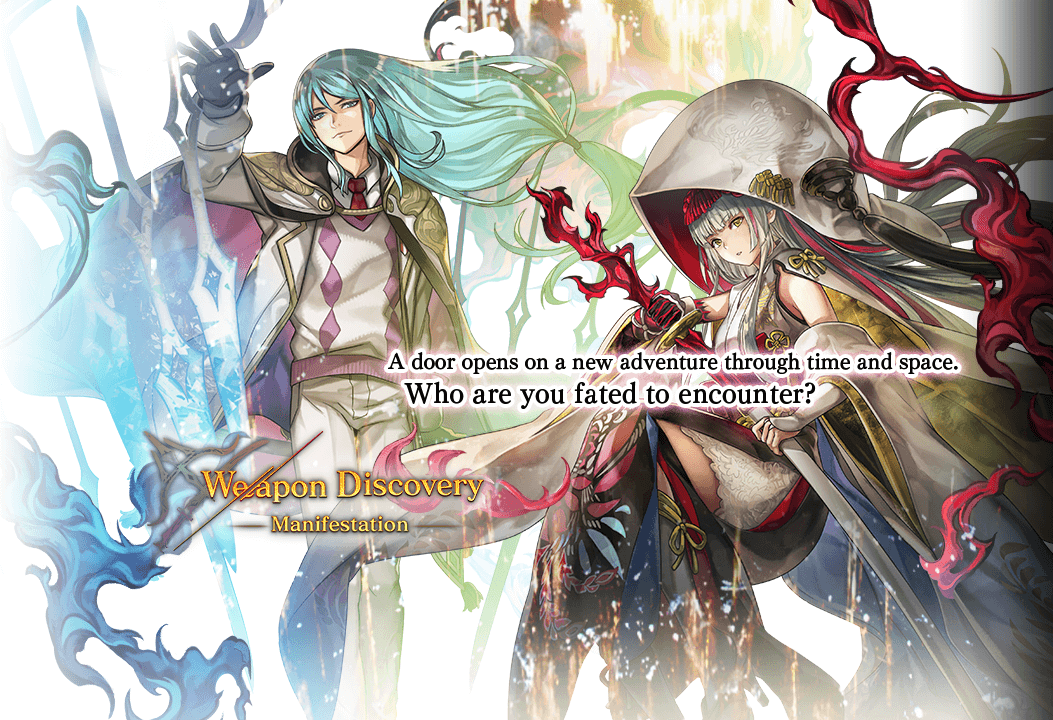 A door opens on a new adventure through time and space.
Who are you fated to encounter?
Weapon Discovery
Manifestation